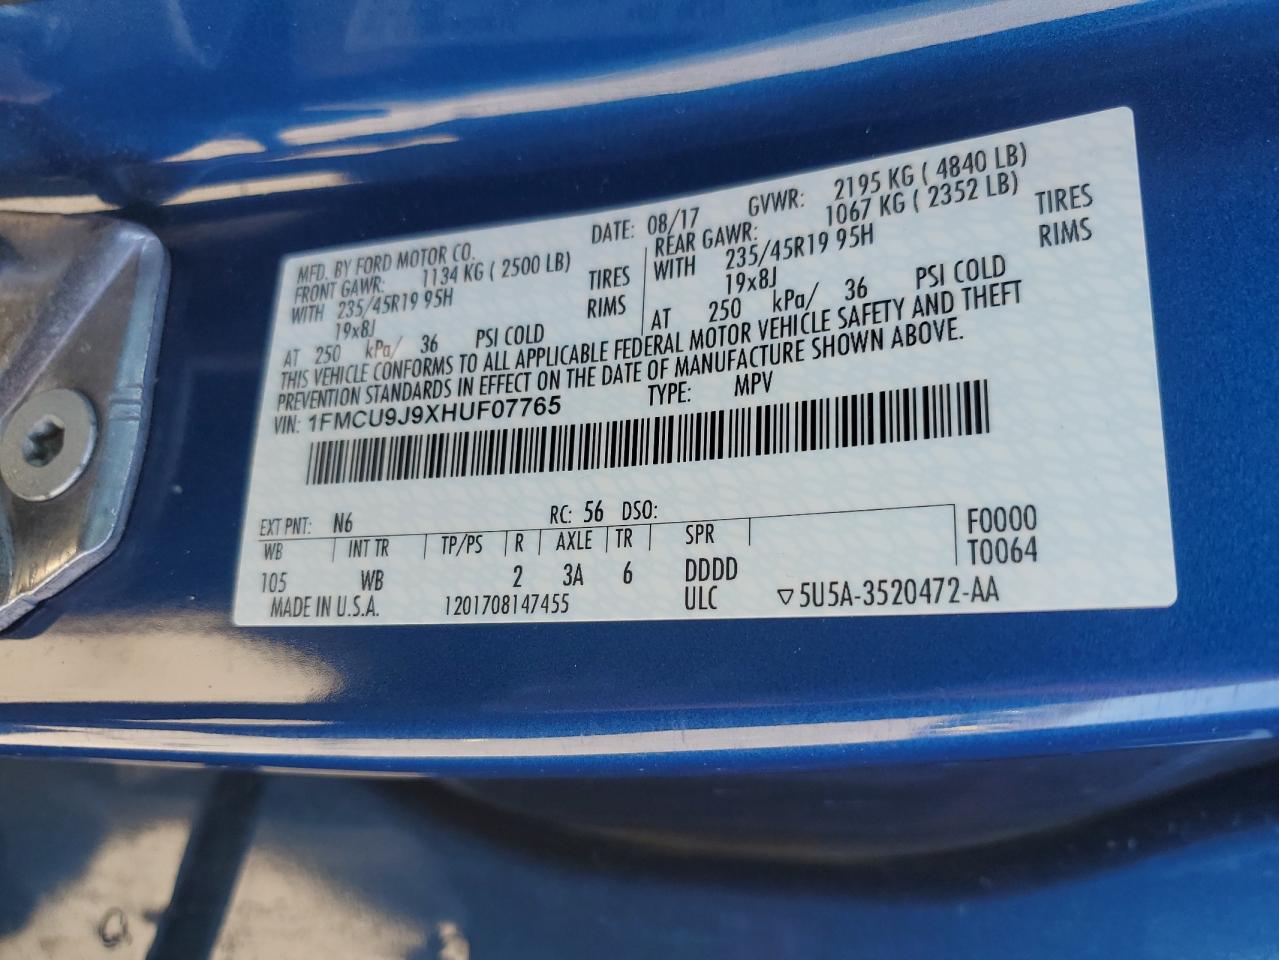 MFD. BY FORD MOTOR CO. DATE: 08/17 GVWR: 2195 KG ( 4840 LB)
FRONT GAWR: 1134 KG ( 2500 LB) REAR GAWR: 1067 KG ( 2352 LB)
WITH 235/45R19 95H TIRES WITH 235/45R19 95H TIRES
19x8J RIMS 19x8J RIMS
AT 250 kPa/ 36 PSI COLD AT 250 kPa/ 36 PSI COLD
THIS VEHICLE CONFORMS TO ALL APPLICABLE FEDERAL MOTOR VEHICLE SAFETY AND THEFT
PREVENTION STANDARDS IN EFFECT ON THE DATE OF MANUFACTURE SHOWN ABOVE.
VIN: 1FMCU9J9XHUF07765 TYPE: MPV
EXT PNT: N6 RC: 56 DSO:
WB INT TR TP/PS R AXLE TR SPR F0000
105 WB 2 3A 6 DDDD T0064
MADE IN U.S.A. 1201708147455 ULC ▽5U5A-3520472-AA